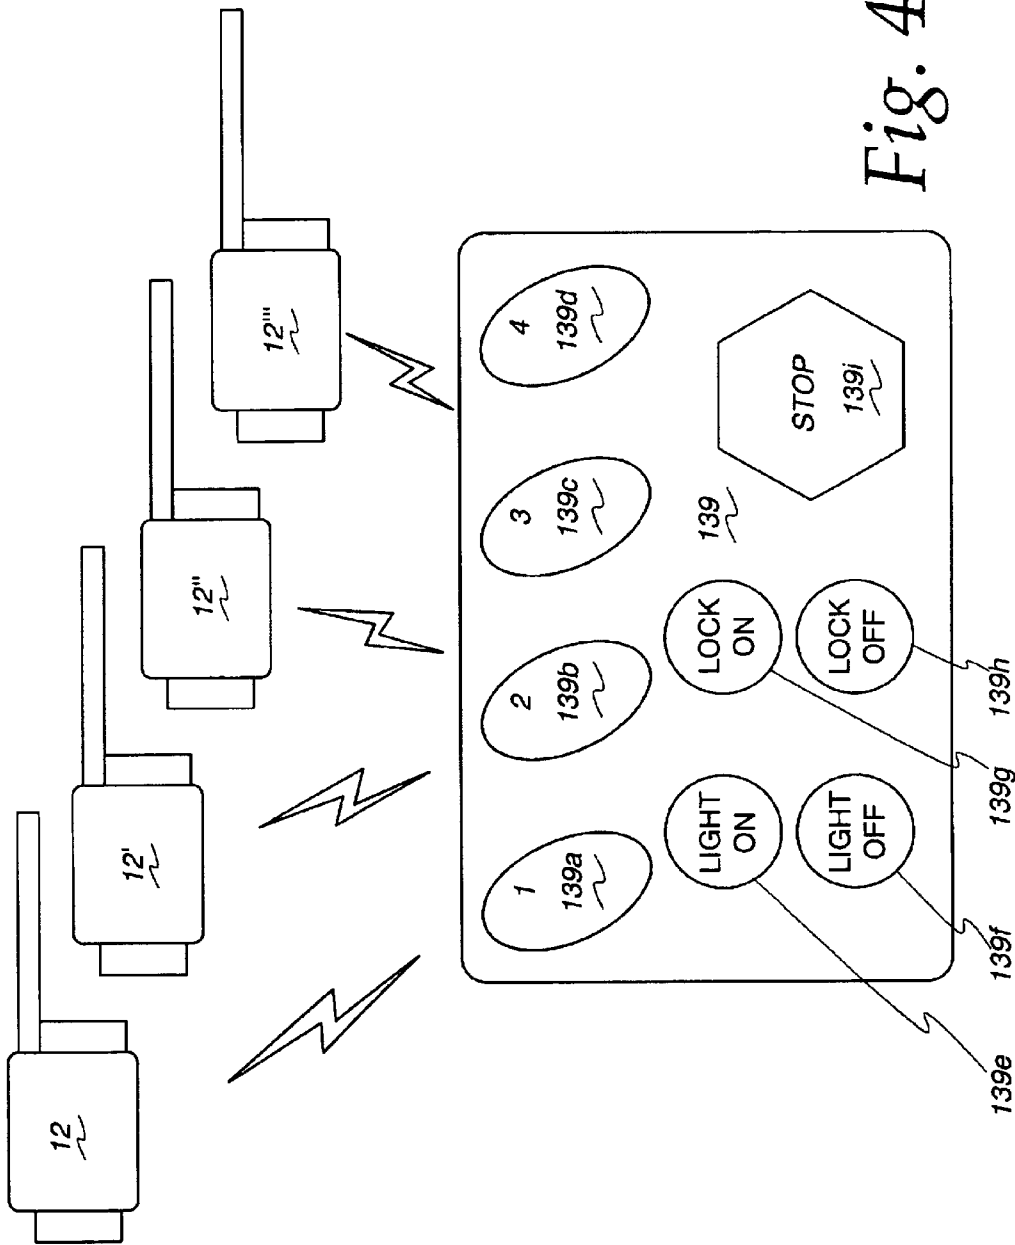 12
12'
12"
12'''
1
139a
2
139b
3
139c
4
139d
LIGHT
ON
LOCK
ON
139
STOP
139i
LIGHT
OFF
LOCK
OFF
139e
139f
139g
139h
Fig. 4